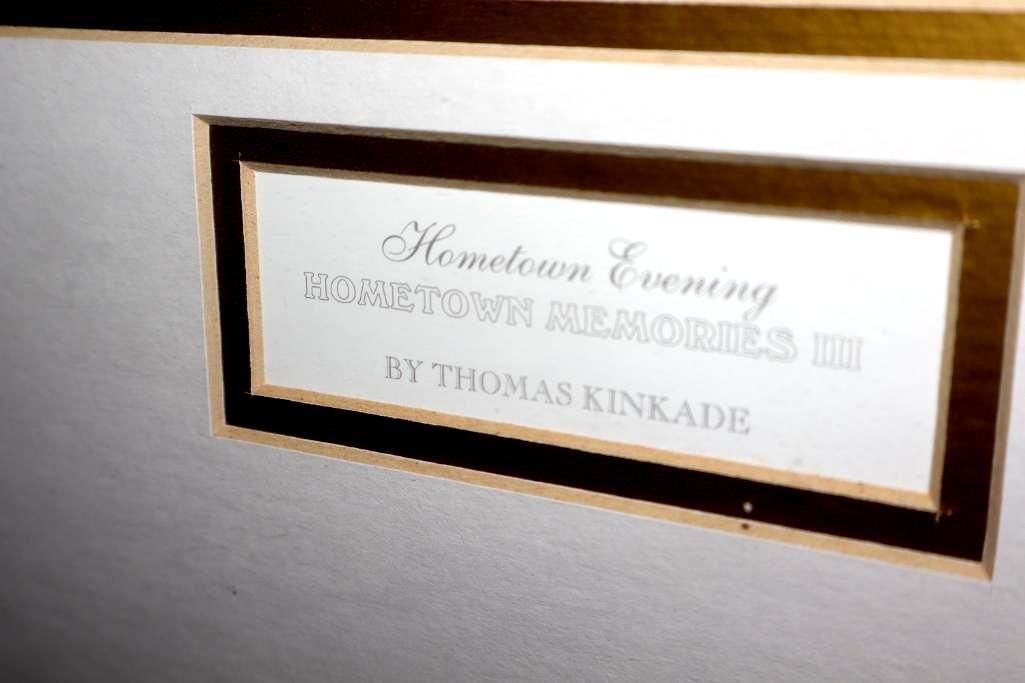 Hometown Evening
HOMETOWN MEMORIES III
BY THOMAS KINKADE